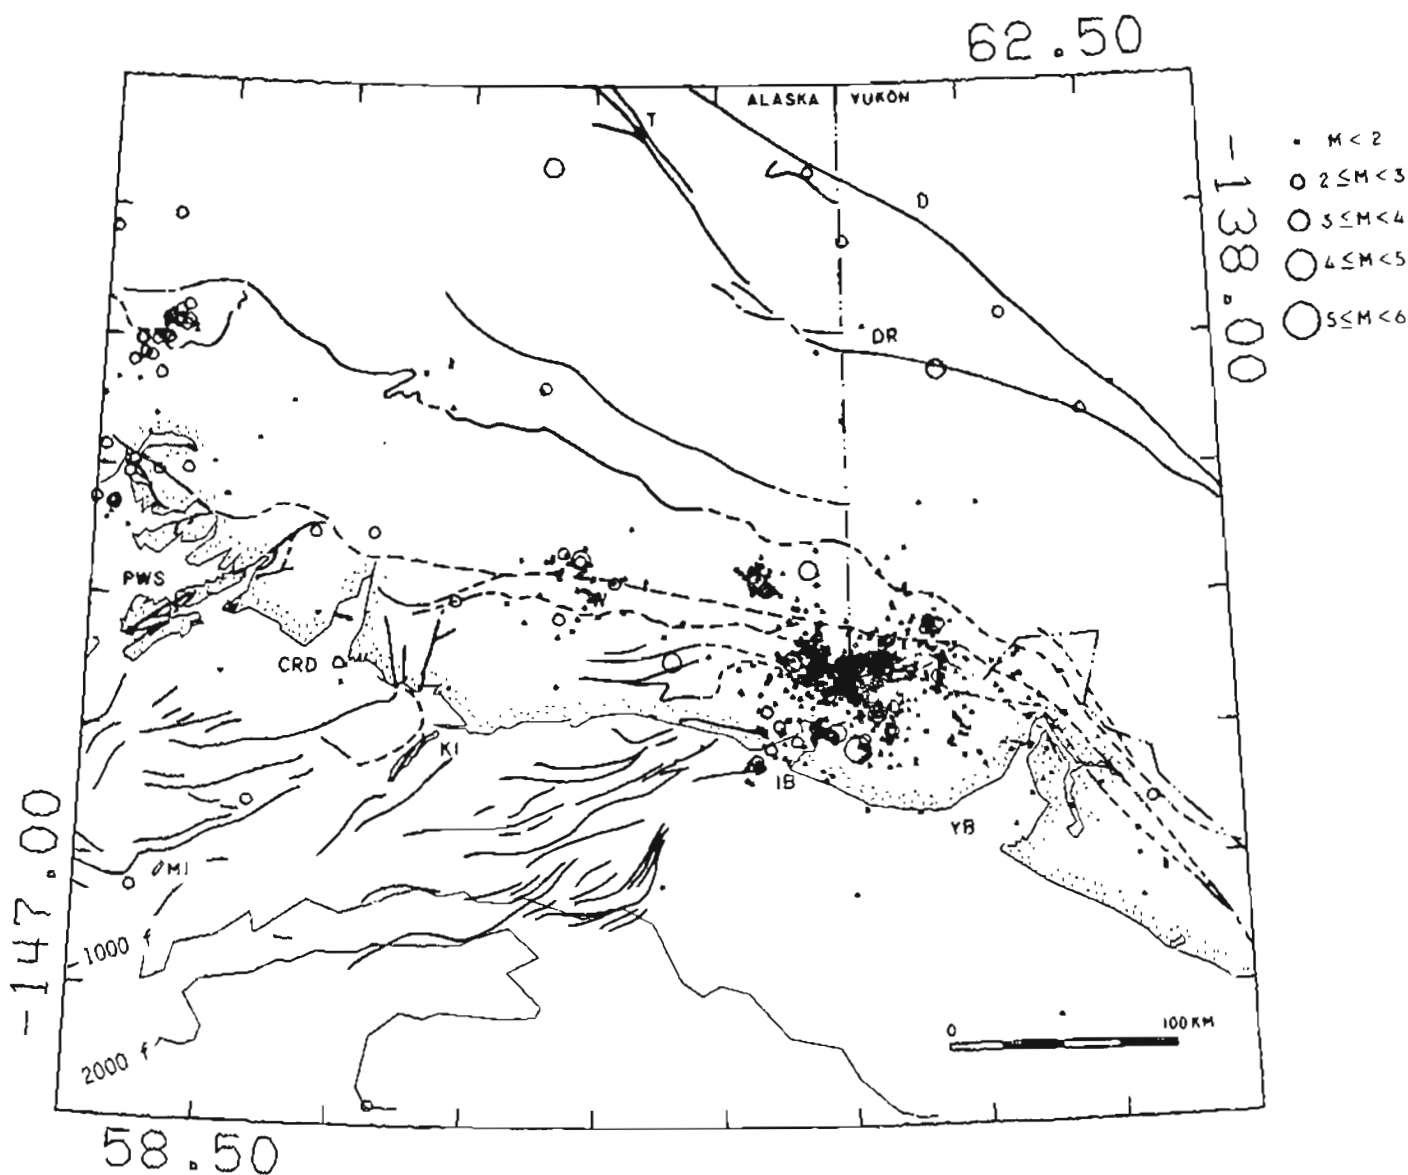 62.50
ALASKA YUKON
T
M < 2
2 ≤ M < 3
3 ≤ M < 4
4 ≤ M < 5
5 ≤ M < 6
-138.00
D
DR
PWS
CRD
KI
IB
YB
MI
-147.00
1000 f
2000 f
0 100 KM
58.50